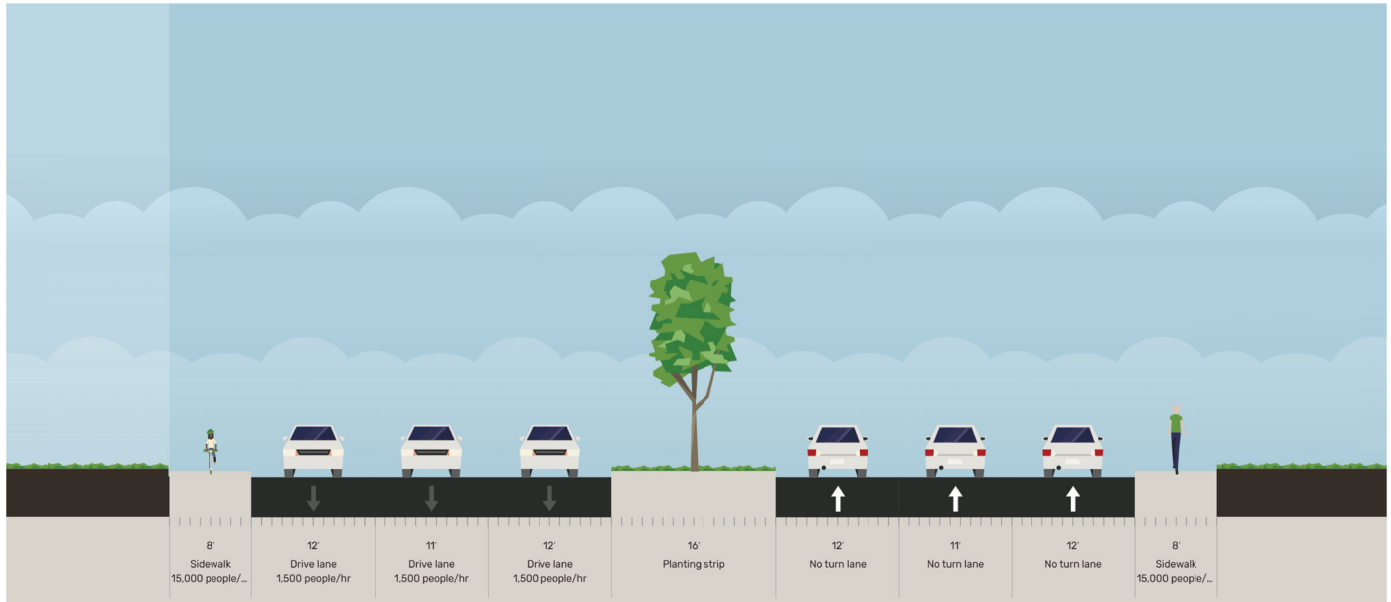 8'
Sidewalk
15,000 people/...
12'
Drive lane
1,500 people/hr
11'
Drive lane
1,500 people/hr
12'
Drive lane
1,500 people/hr
16'
Planting strip
12'
No turn lane
11'
No turn lane
12'
No turn lane
8'
Sidewalk
15,000 people/...